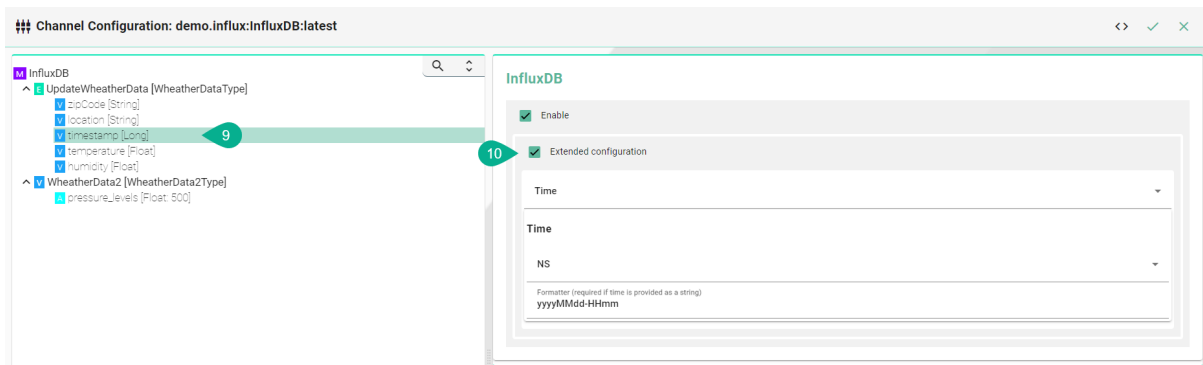 Channel Configuration: demo.influx:InfluxDB:latest
M InfluxDB
E UpdateWheatherData [WheatherDataType]
V zipCode [String]
V location [String]
V timestamp [Long]
9
V temperature [Float]
V humidity [Float]
V WheatherData2 [WheatherData2Type]
A pressure_levels [Float: 500]
InfluxDB
Enable
10
Extended configuration
Time
Time
NS
Formatter (required if time is provided as a string)
yyyyMMdd-HHmm